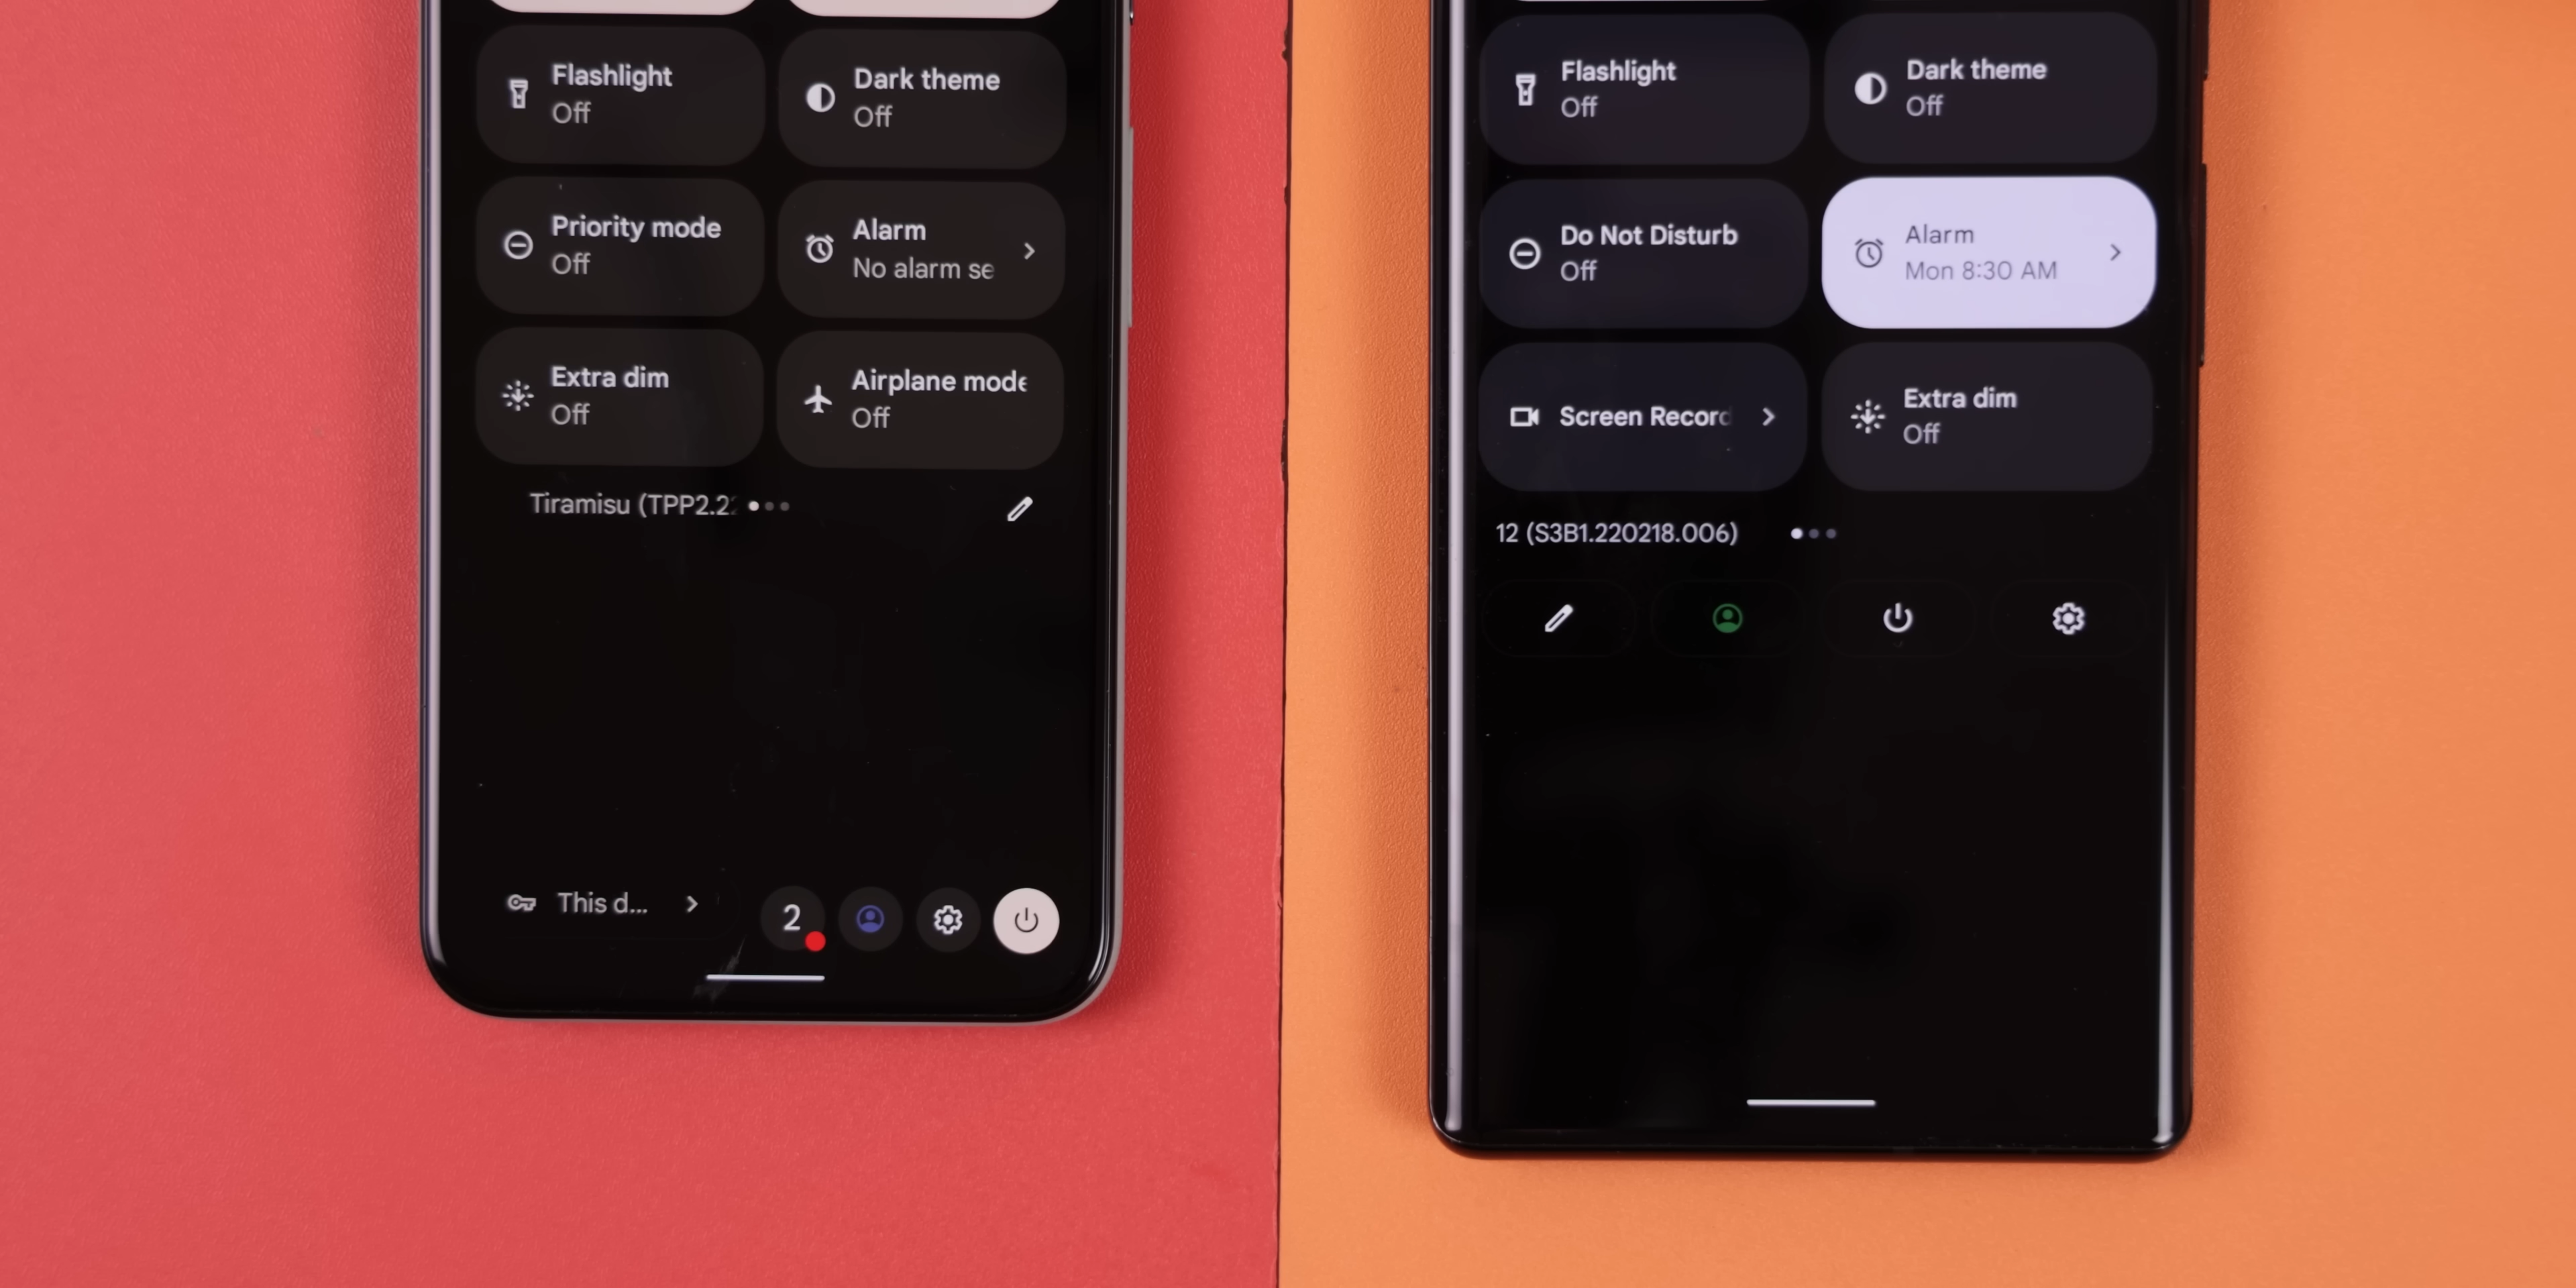 Flashlight
Off
Dark theme
Off
Priority mode
Off
Alarm
No alarm se
Extra dim
Off
Airplane mode
Off
Tiramisu (TPP2.22
This d...
2
Flashlight
Off
Dark theme
Off
Do Not Disturb
Off
Alarm
Mon 8:30 AM
Screen Record
Extra dim
Off
12 (S3B1.220218.006)